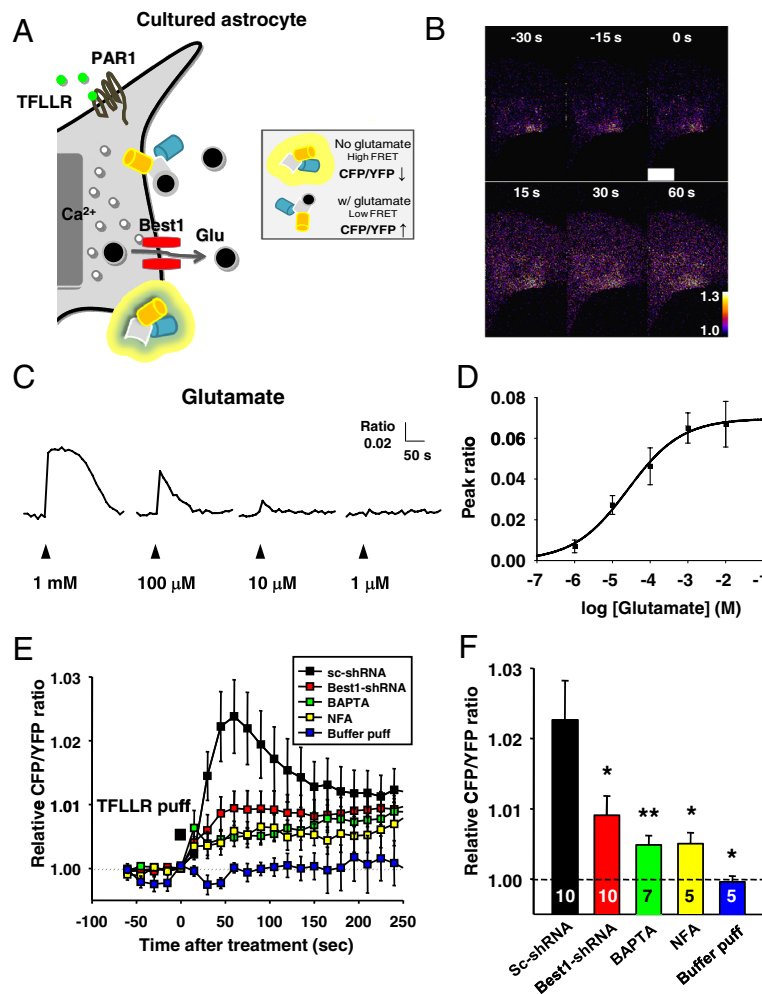 A
Cultured astrocyte
PAR1
TFLLR
Ca²⁺
Best1
Glu
No glutamate
High FRET
CFP/YFP ↓
w/ glutamate
Low FRET
CFP/YFP ↑
B
-30 s -15 s 0 s
15 s 30 s 60 s
1.3
1.0
C
Glutamate
Ratio
0.02
50 s
1 mM 100 µM 10 µM 1 µM
D
Peak ratio
0.08
0.06
0.04
0.02
0.00
-7 -6 -5 -4 -3 -2 -1
log [Glutamate] (M)
E
Relative CFP/YFP ratio
1.03
1.02
1.01
1.00
sc-shRNA
Best1-shRNA
BAPTA
NFA
Buffer puff
TFLLR puff
-100 -50 0 50 100 150 200 250
Time after treatment (sec)
F
Relative CFP/YFP ratio
1.03
1.02
1.01
1.00
* ** * *
10 10 7 5 5
Sc-shRNA
Best1-shRNA
BAPTA
NFA
Buffer puff